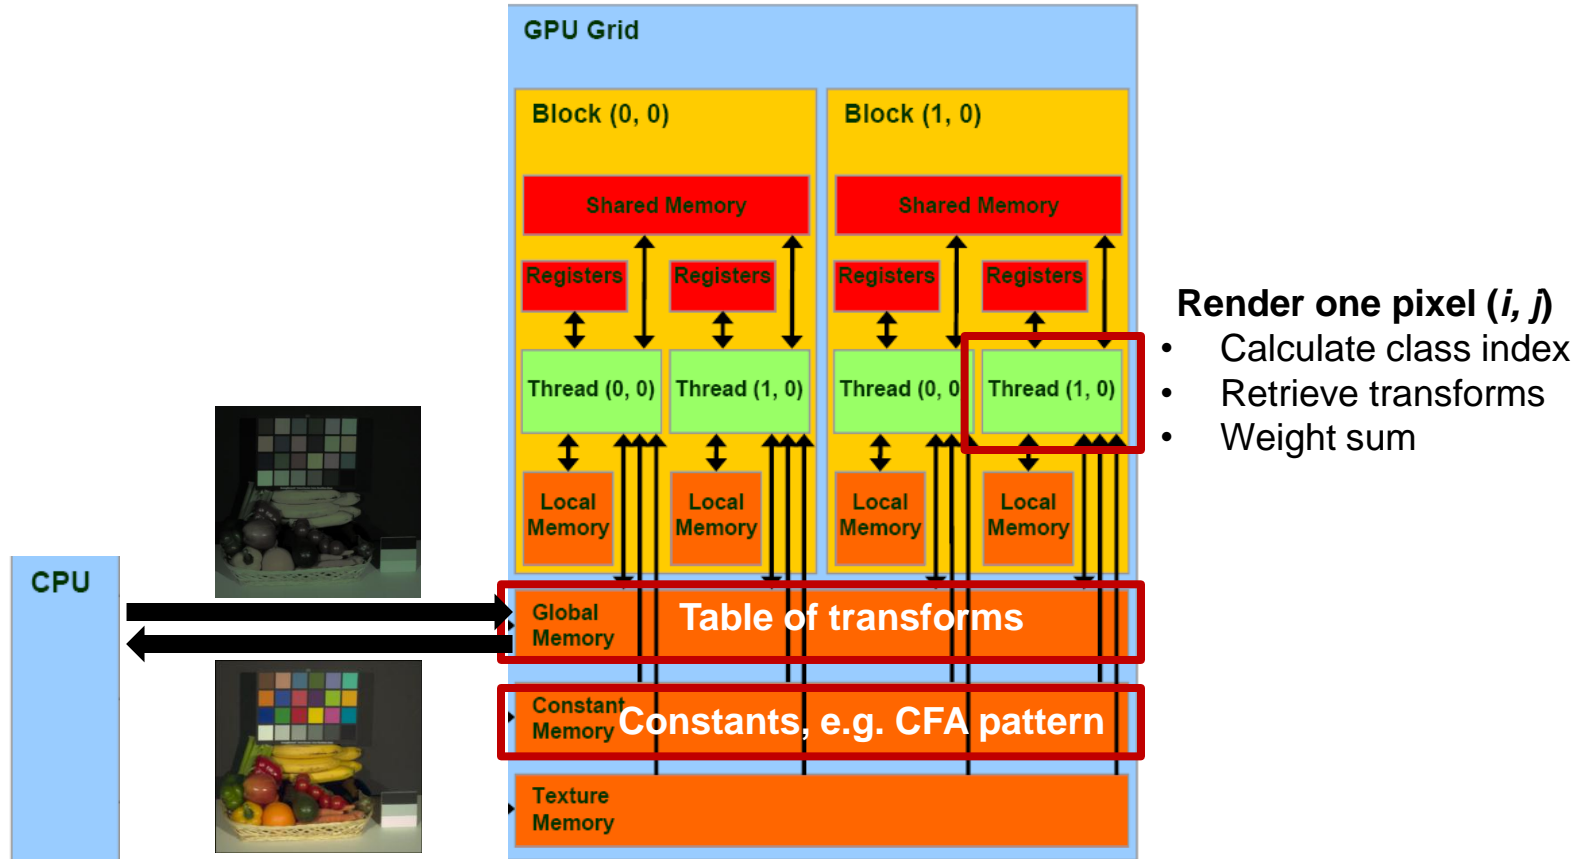 GPU Grid
Block (0, 0)
Block (1, 0)
Shared Memory
Shared Memory
Registers
Registers
Registers
Registers
Thread (0, 0)
Thread (1, 0)
Thread (0, 0
Thread (1, 0)
Local
Memory
Local
Memory
Local
Memory
Local
Memory
Render one pixel (i, j)
• Calculate class index
• Retrieve transforms
• Weight sum
CPU
Global
Memory
Table of transforms
Constant
Memory
Constants, e.g. CFA pattern
Texture
Memory